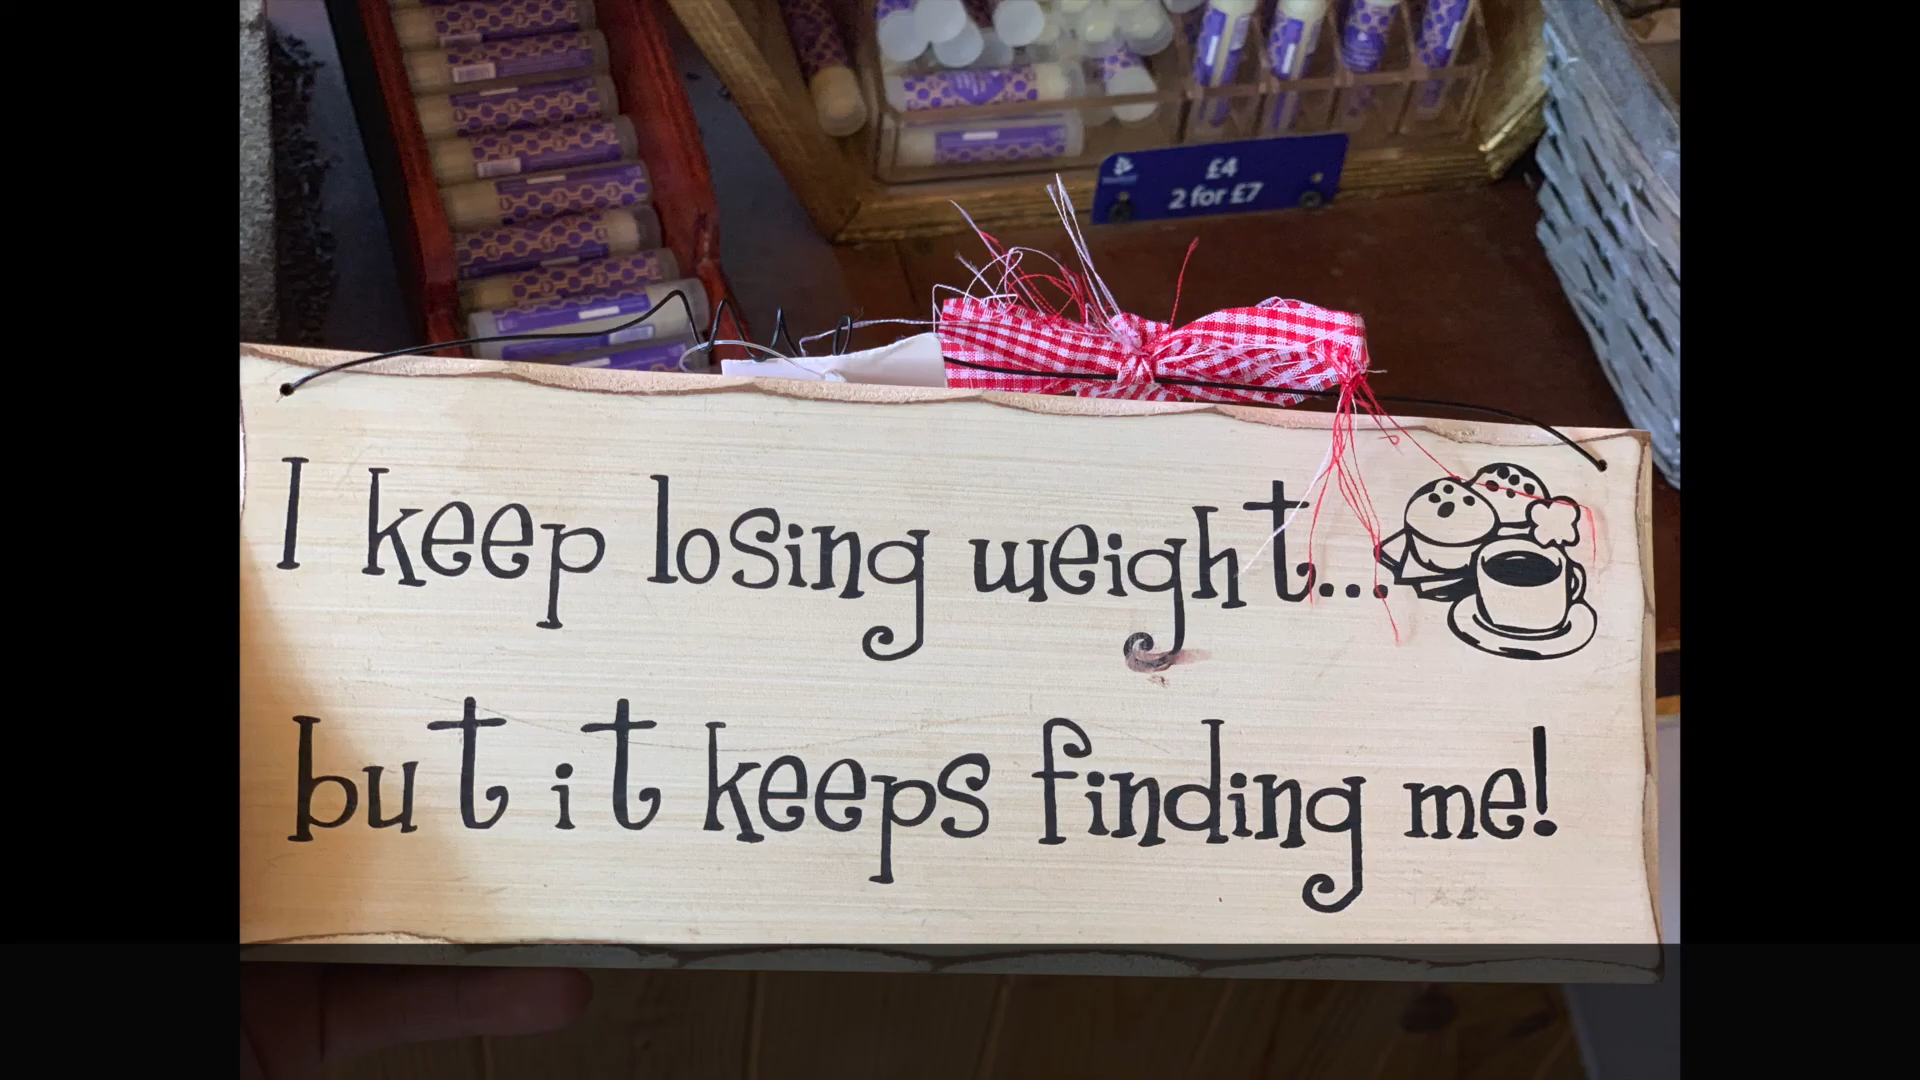 £4
2 for £7
I keep losing weight...
but it keeps finding me!